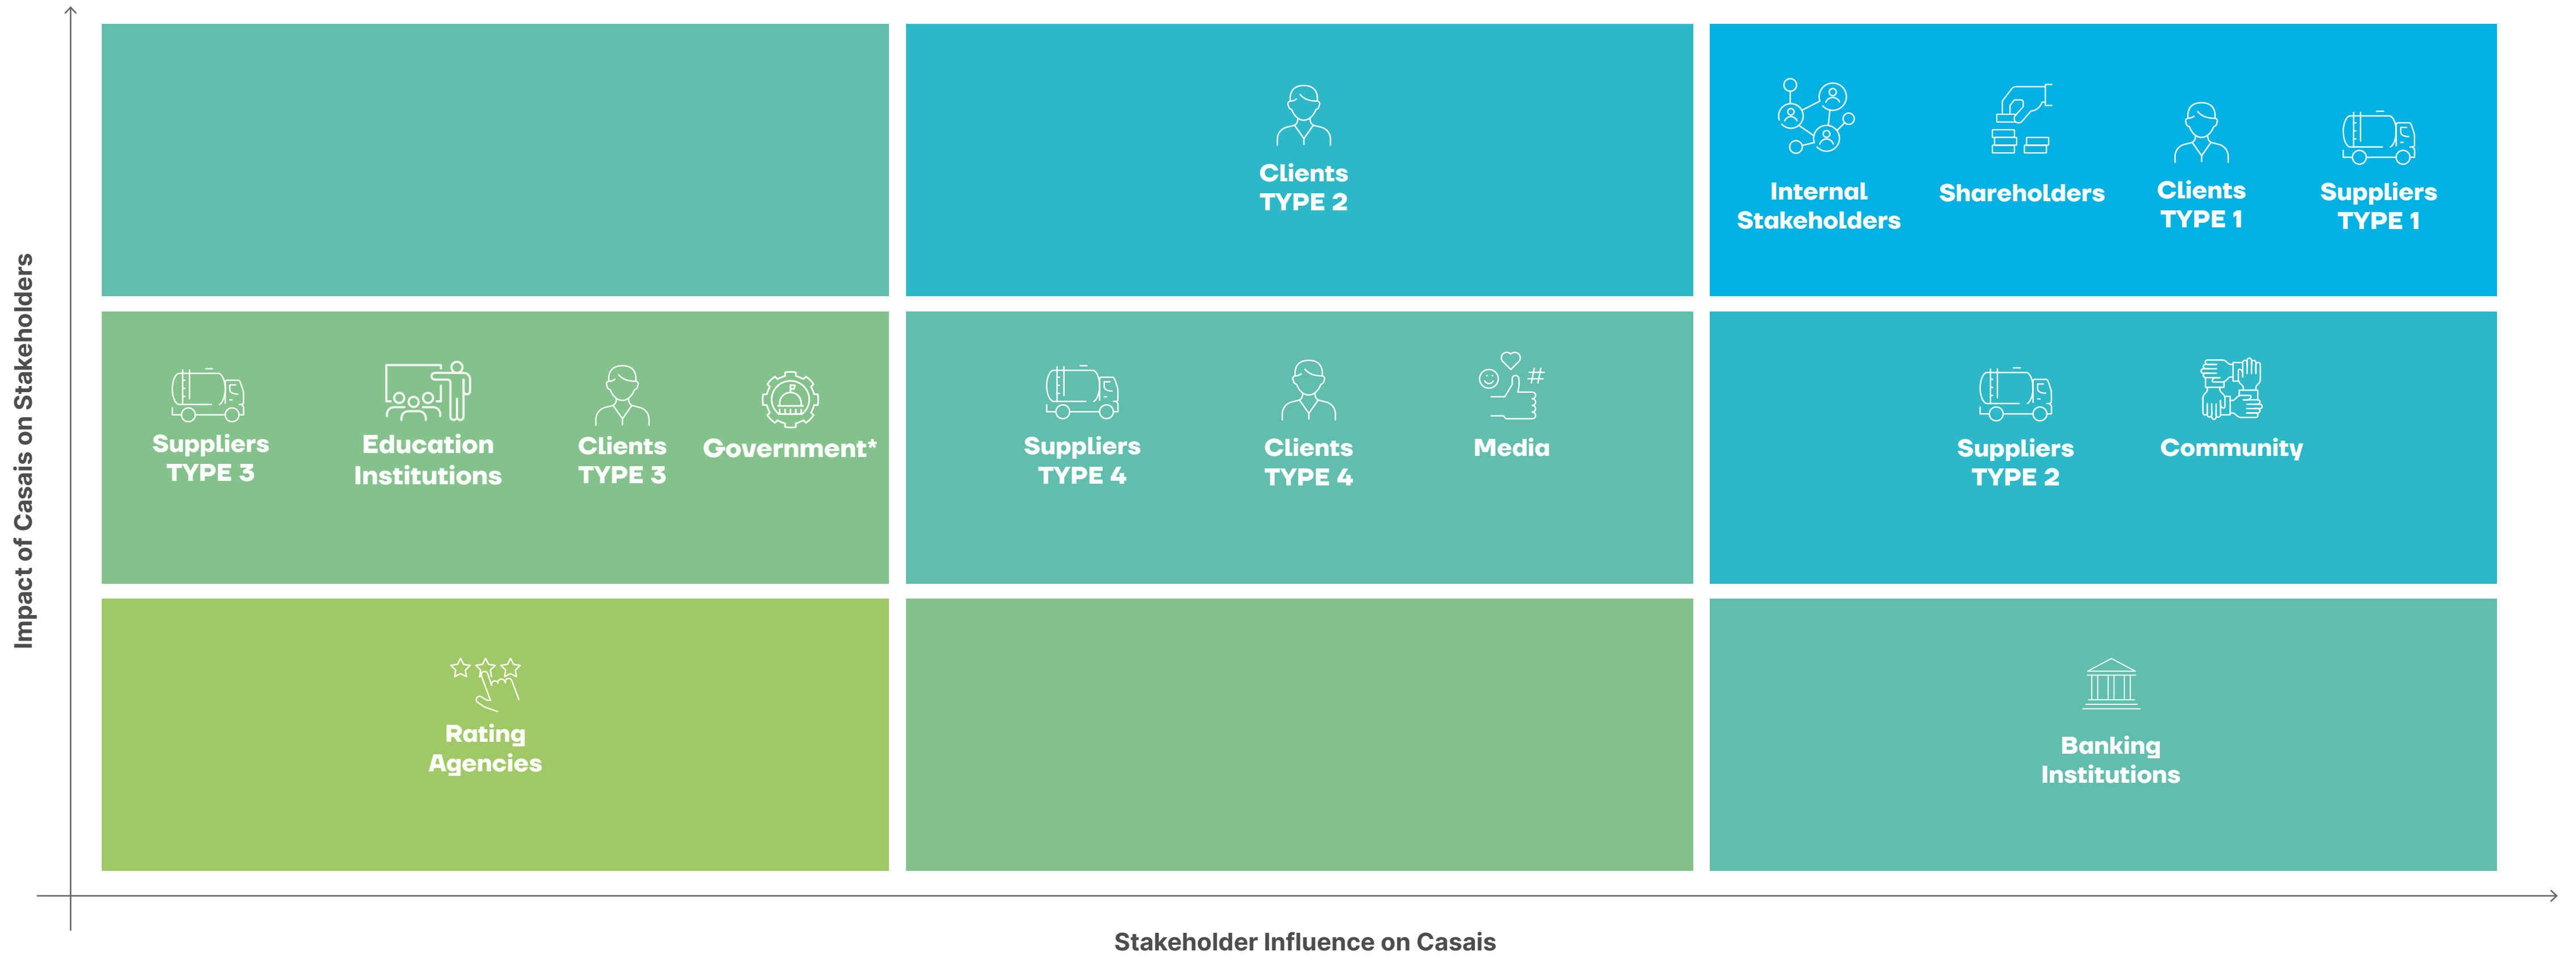 Impact of Casais on Stakeholders
Clients
TYPE 2
Internal
Stakeholders
Shareholders
Clients
TYPE 1
Suppliers
TYPE 1
Suppliers
TYPE 3
Education
Institutions
Clients
TYPE 3
Government*
Suppliers
TYPE 4
Clients
TYPE 4
Media
Suppliers
TYPE 2
Community
Rating
Agencies
Banking
Institutions
Stakeholder Influence on Casais